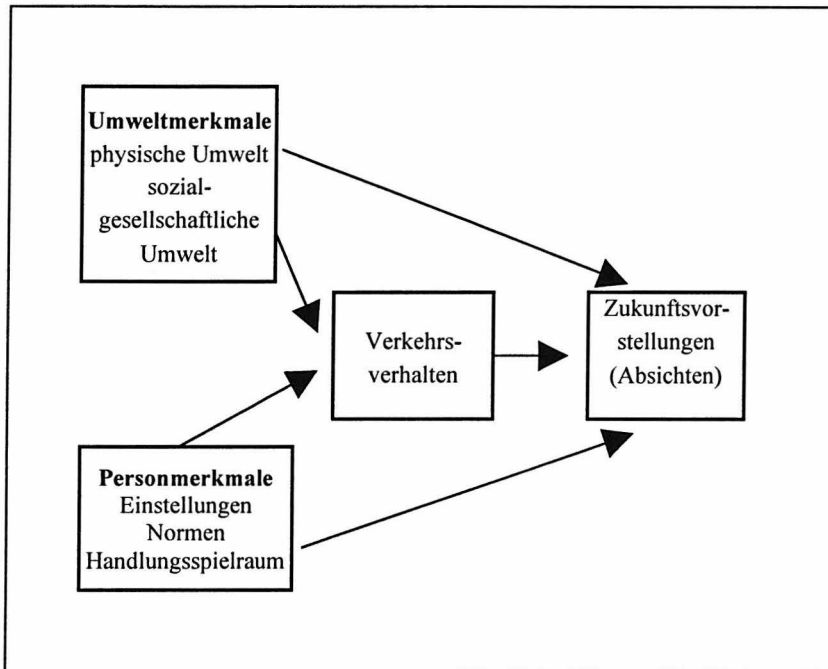 Umweltmerkmale
physische Umwelt
sozial-
gesellschaftliche
Umwelt
Verkehrs-
verhalten
Zukunftsvor-
stellungen
(Absichten)
Personmerkmale
Einstellungen
Normen
Handlungsspielraum